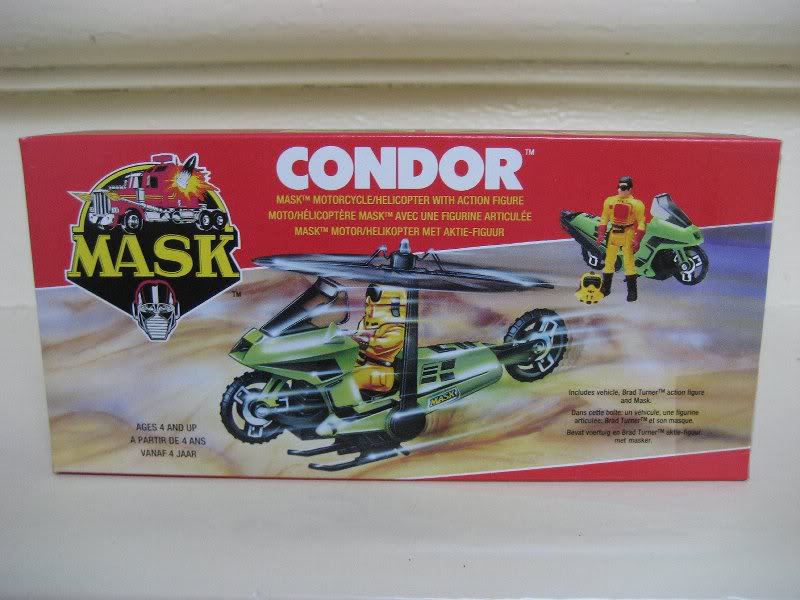 CONDOR™
MASK™ MOTORCYCLE/HELICOPTER WITH ACTION FIGURE
MOTO/HÉLICOPTÈRE MASK™ AVEC UNE FIGURINE ARTICULÉE
MASK™ MOTOR/HELIKOPTER MET AKTIE-FIGUUR
MASK™
MASK
AGES 4 AND UP
A PARTIR DE 4 ANS
VANAF 4 JAAR
Includes vehicle, Brad Turner™ action figure
and Mask.
Dans cette boîte: un véhicule, une figurine
articulée, Brad Turner™ et son masque.
Bevat voertuig en Brad Turner™ aktie-figuur
met masker.